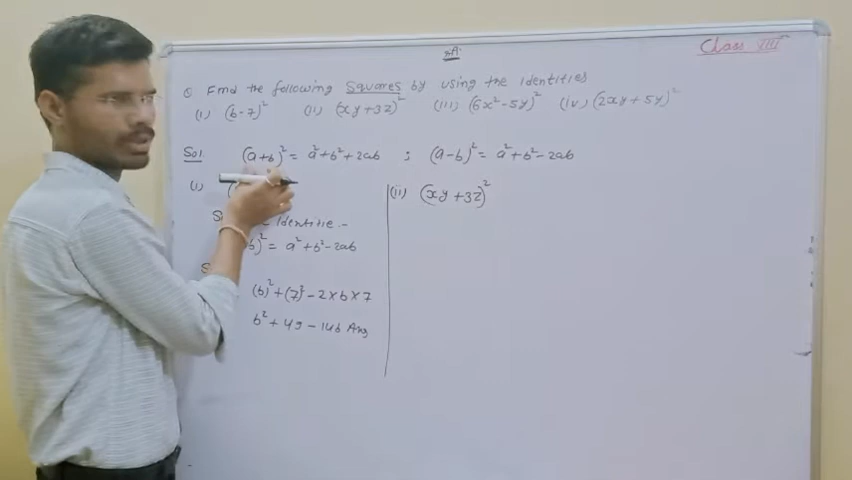 Class VIII
Q Find the following Squares by using the identities
(i) (b-7)² (ii) (xy+3z)² (iii) (6x²-5y)² (iv) (2xy+5y)²
Sol (a+b)² = a²+b²+2ab ; (a-b)² = a²+b²-2ab
(i)
Identitie -
b)² = a²+b²-2ab
(b)²+(7)²-2×b×7
b²+49-14b Ans
(ii) (xy+3z)²